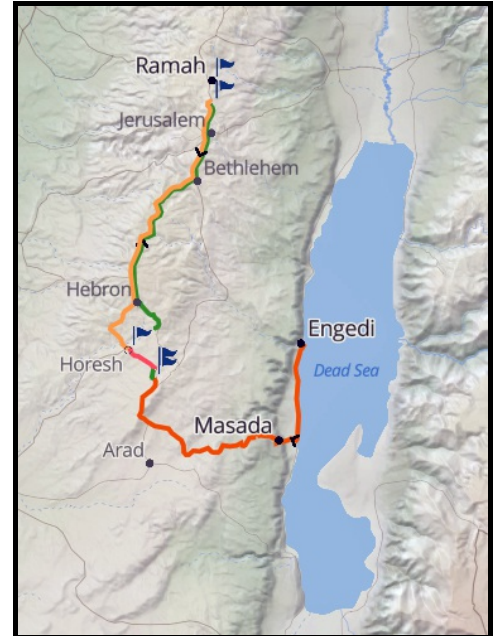 Ramah
Jerusalem
Bethlehem
Hebron
Engedi
Horesh
Dead Sea
Masada
Arad